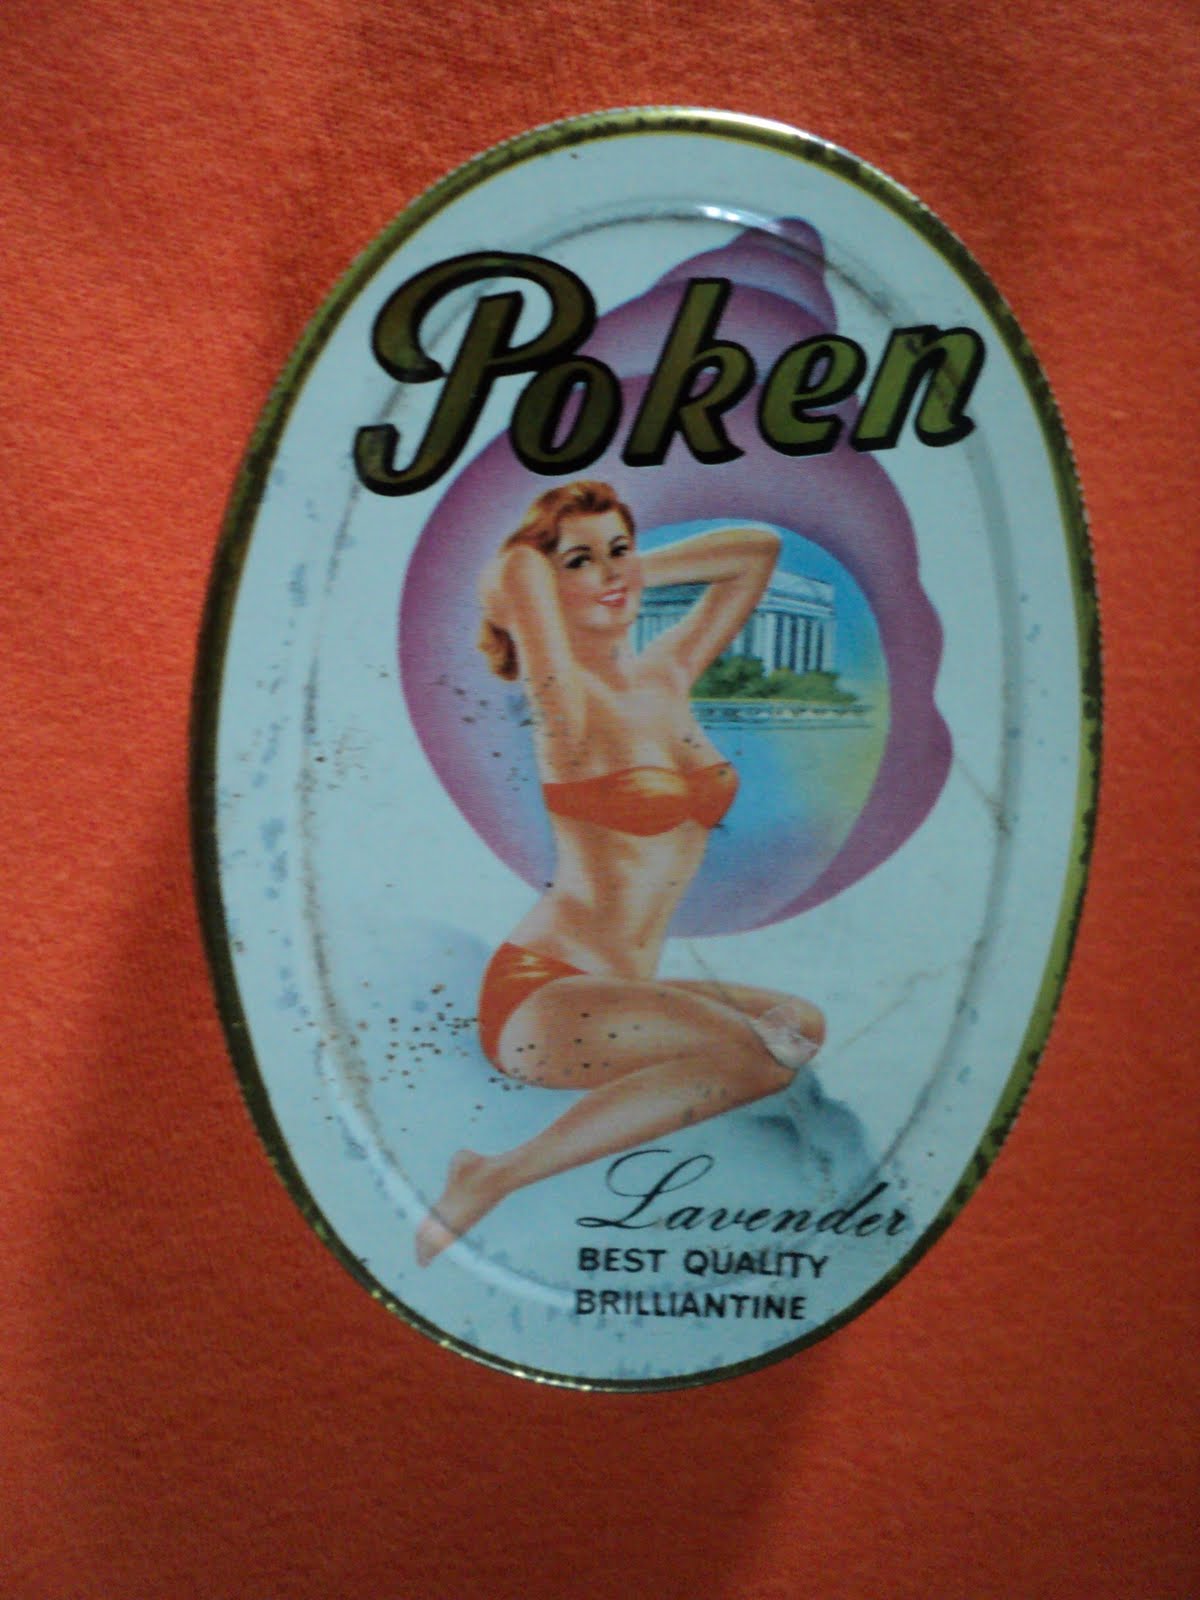 Poken
Lavender
BEST QUALITY
BRILLIANTINE